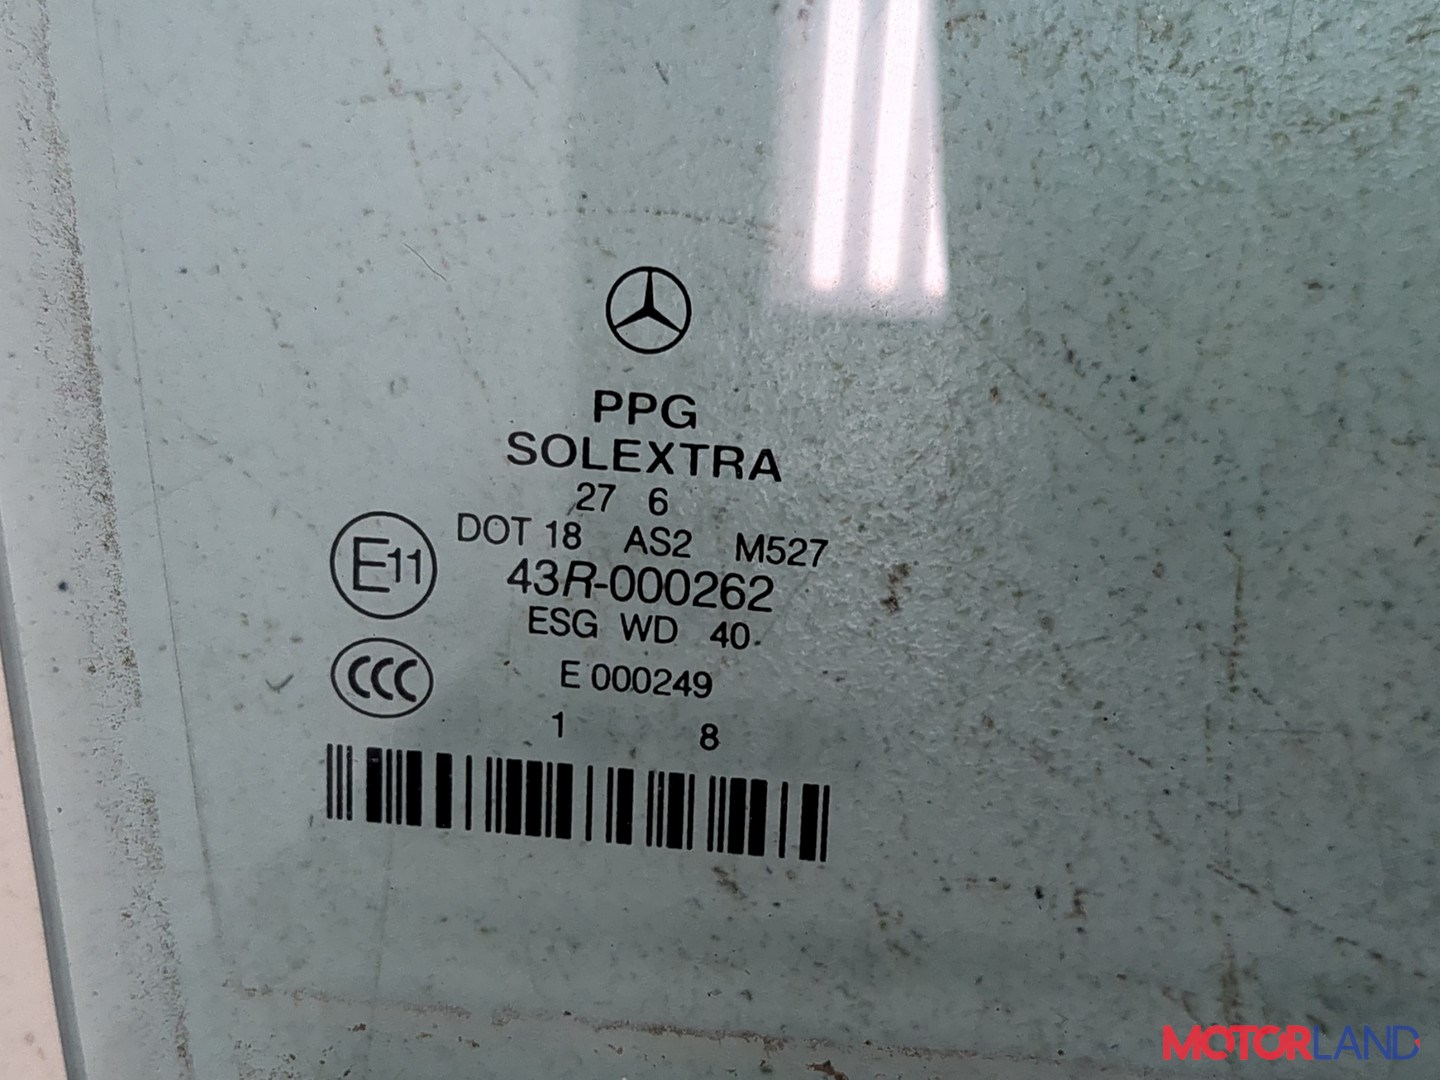 PPG
SOLEXTRA
27 6
DOT 18 AS2 M527
E11
43R-000262
ESG WD 40
CCC
E 000249
1 8
MOTORLAND